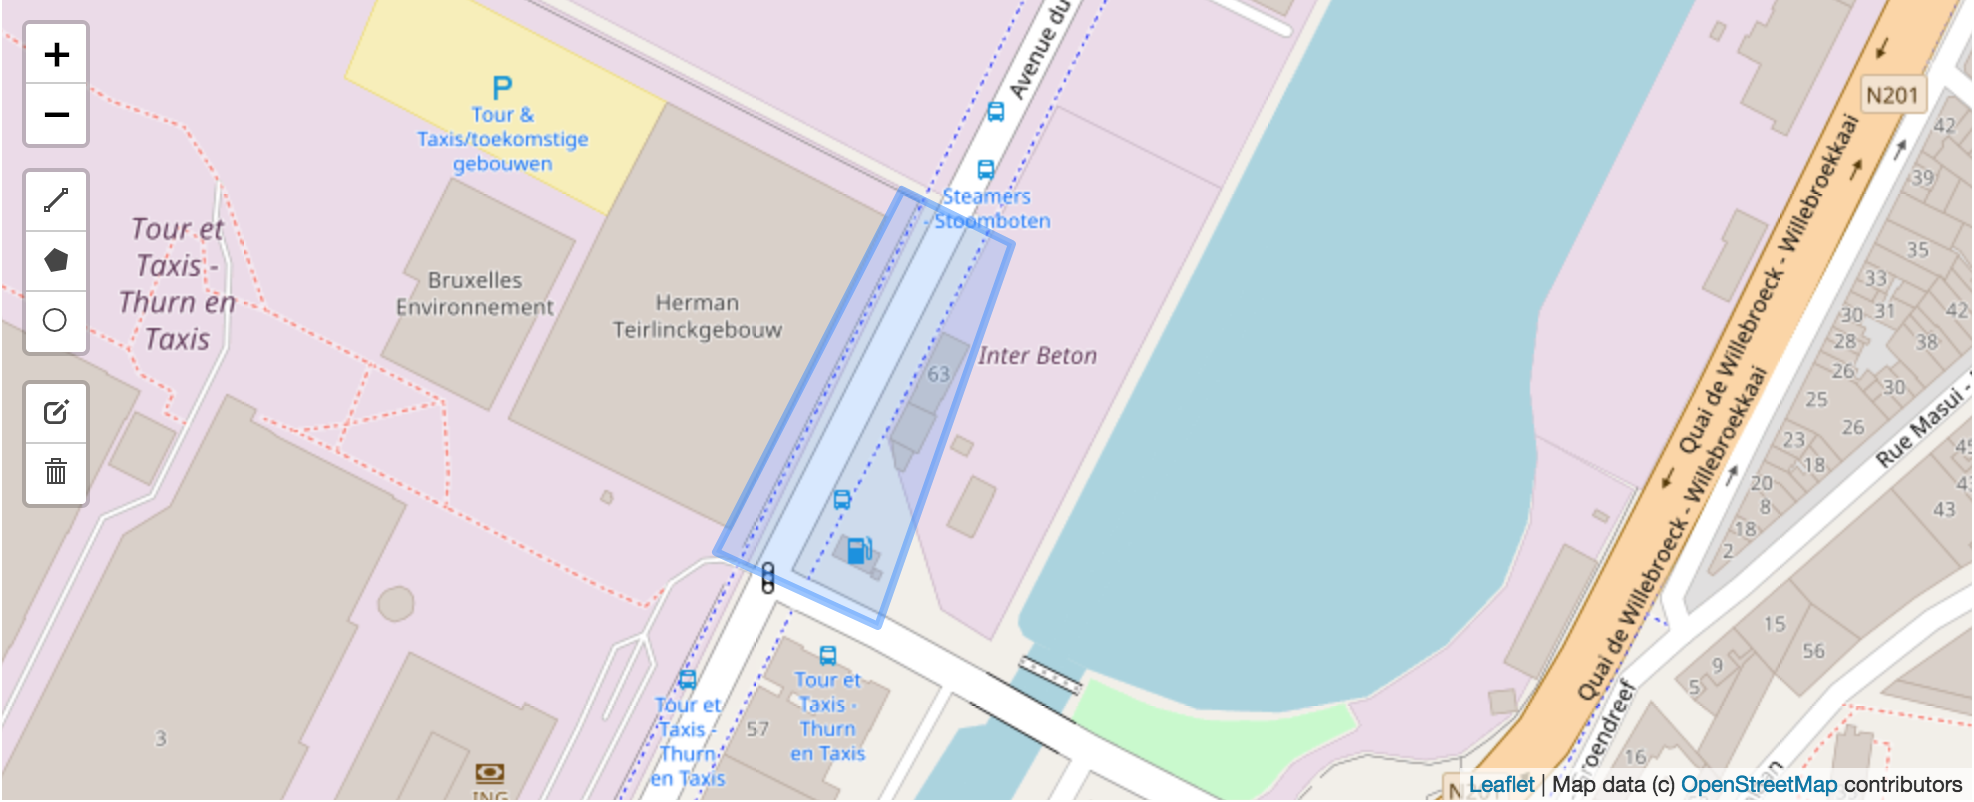 +
−
P
Tour &
Taxis/toekomstige
gebouwen
Avenue du
N201
42
39
Steamers
- Stoomboten
Tour et
Taxis -
Thurn en
Taxis
Bruxelles
Environnement
Herman
Teirlinckgebouw
Inter Beton
63
Quai de Willebroeck - Willebroekkaai
Quai de Willebroeck - Willebroekkaai
35
33
30
31
42
28
38
26
30
25
26
23
18
20
8
18
2
43
Rue Masui -
15
56
9
5
16
3
57
Tour et
Taxis -
Thurn
en Taxis
Tour et
Taxis -
Thurn
en Taxis
ING
roendreef
Leaflet | Map data (c) OpenStreetMap contributors